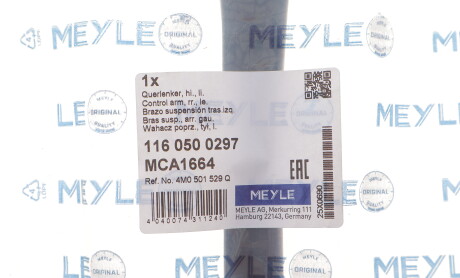 MEYLE
ORIGINAL
MEYLE
1x
Querlenker, hi., li.
Control arm, rr., le.
Brazo suspensión tras.izq
Bras susp., arr. gau.
Wahacz poprz., tył, l.
116 050 0297
MCA1664
Ref. No. 4M0 501 529 Q
EAC
MEYLE
MEYLE AG, Merkurring 111
Hamburg 22143, Germany
4 040074 311240
MEYLE
ORIGINAL